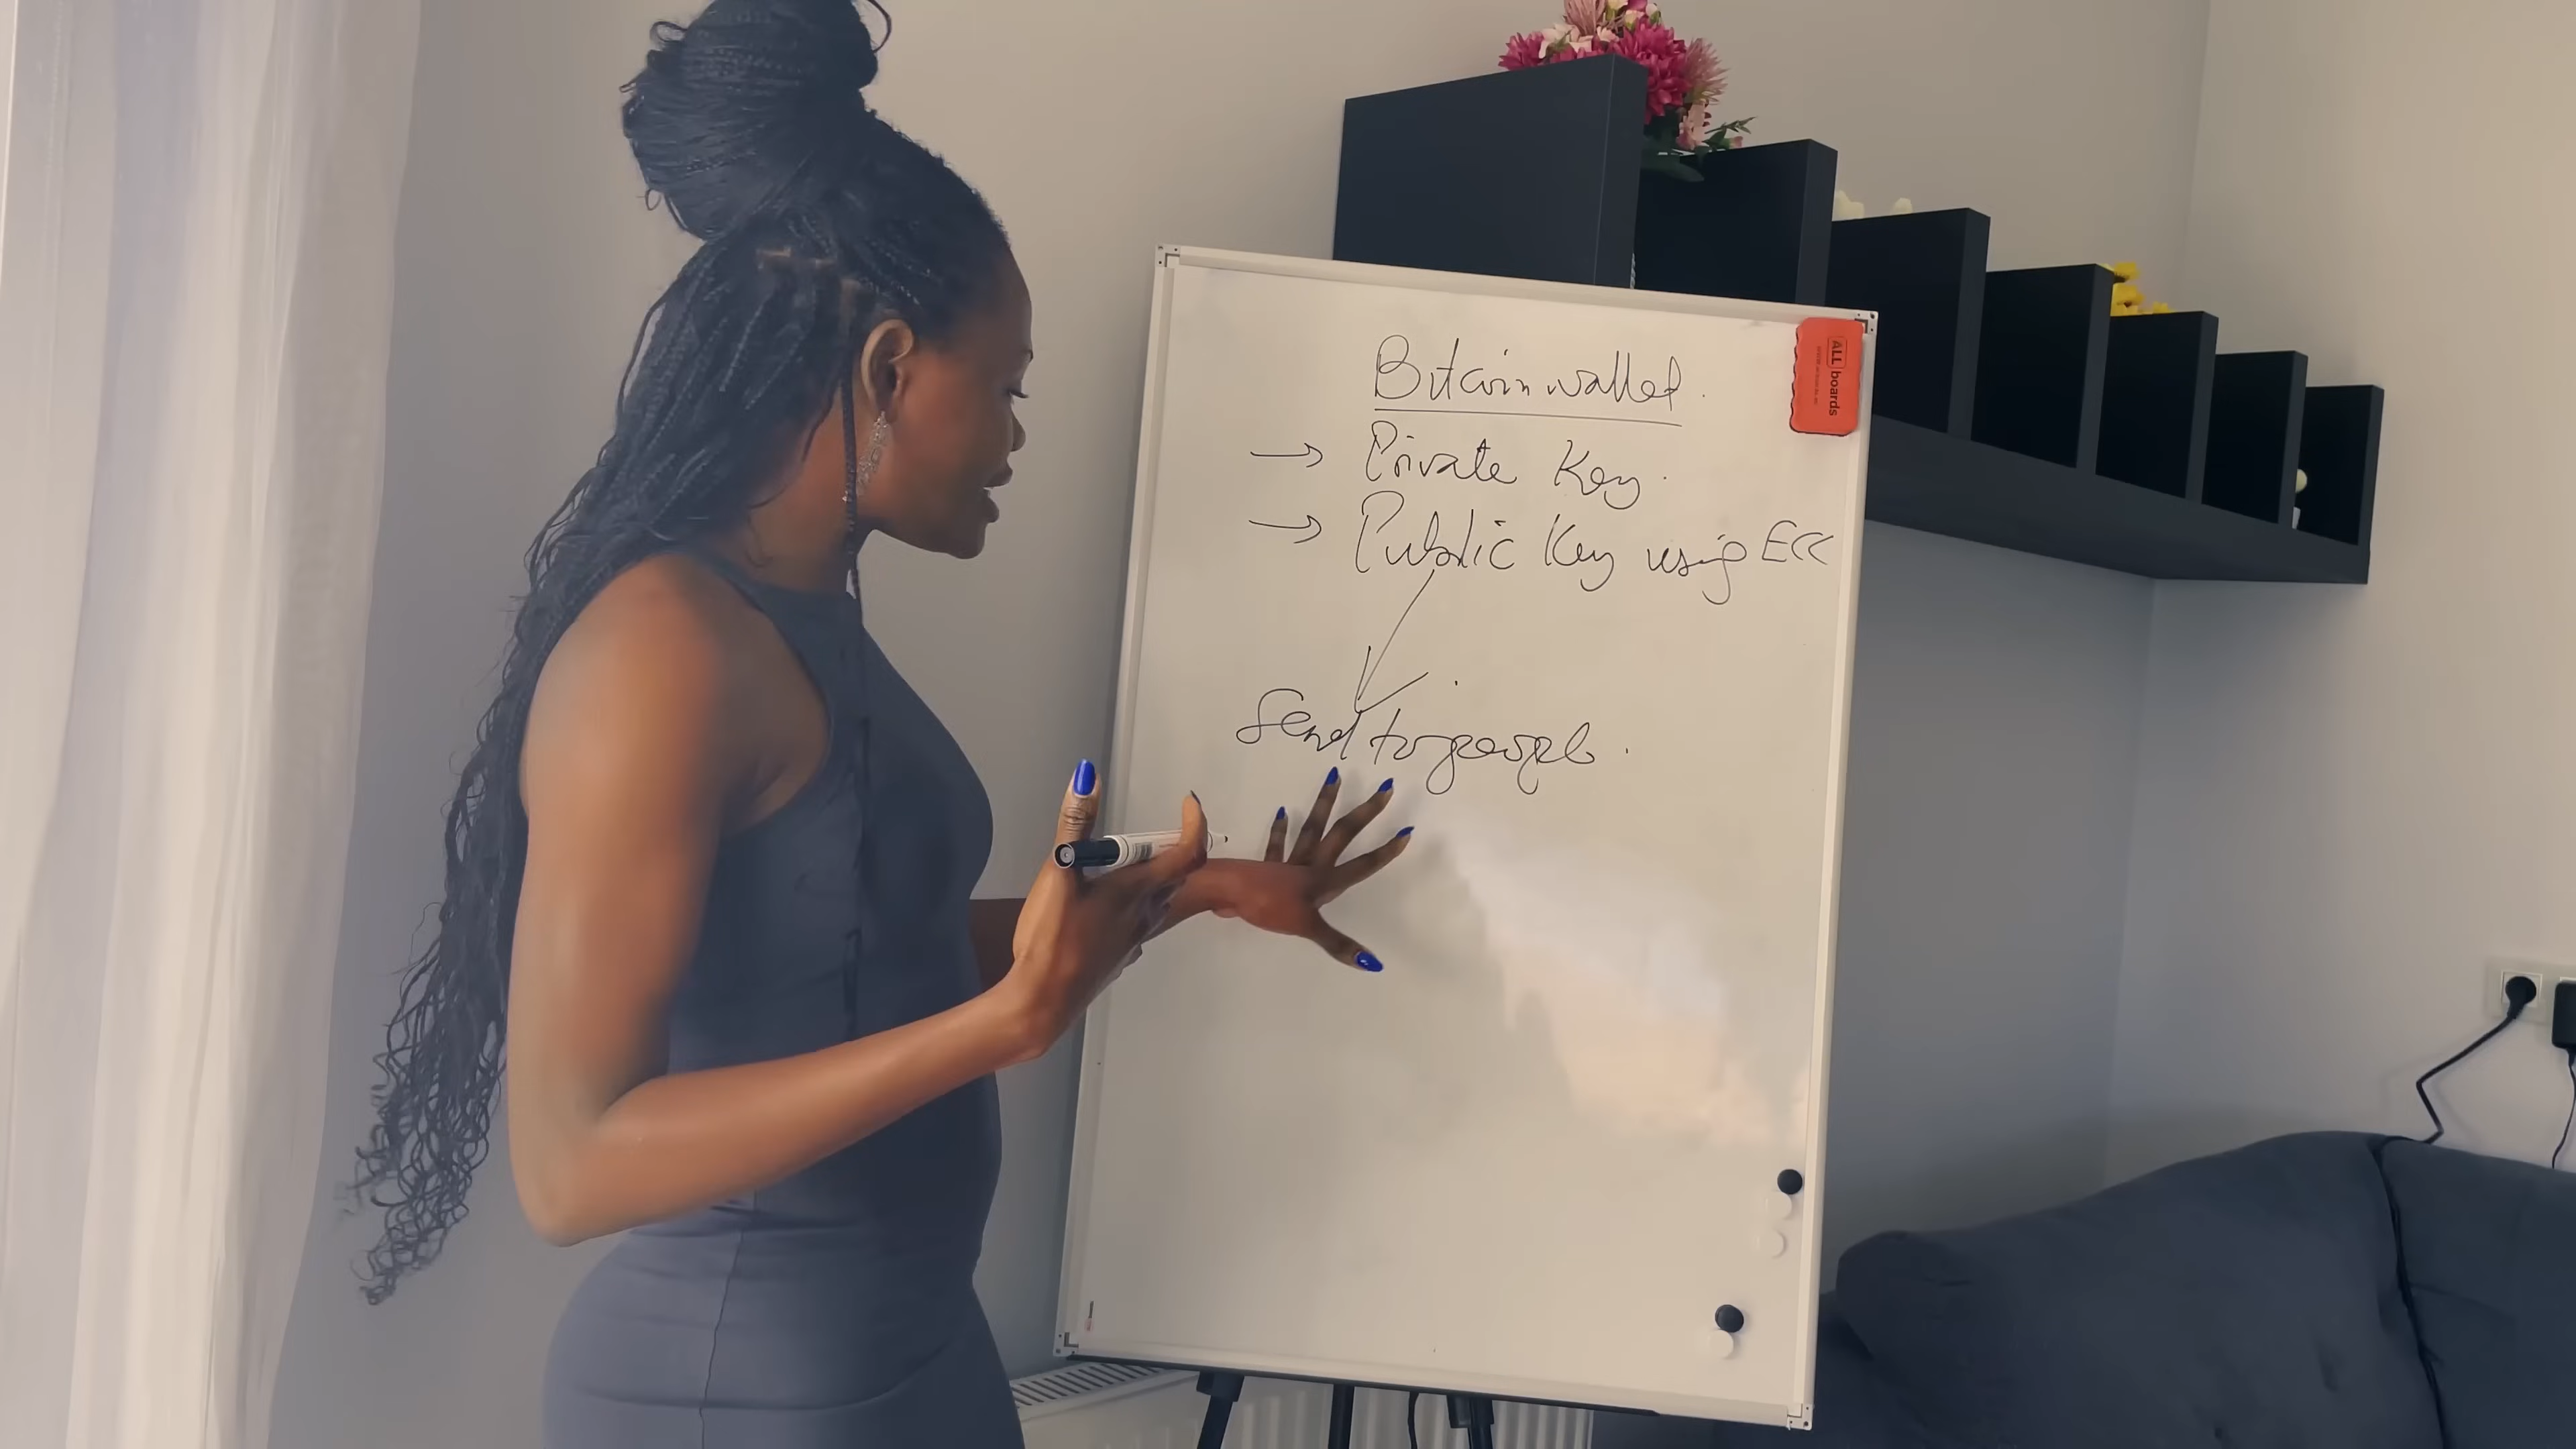 Bitcoin wallet.
ALL boards
→ Private Key.
→ Public Key using ECC
Send to people.